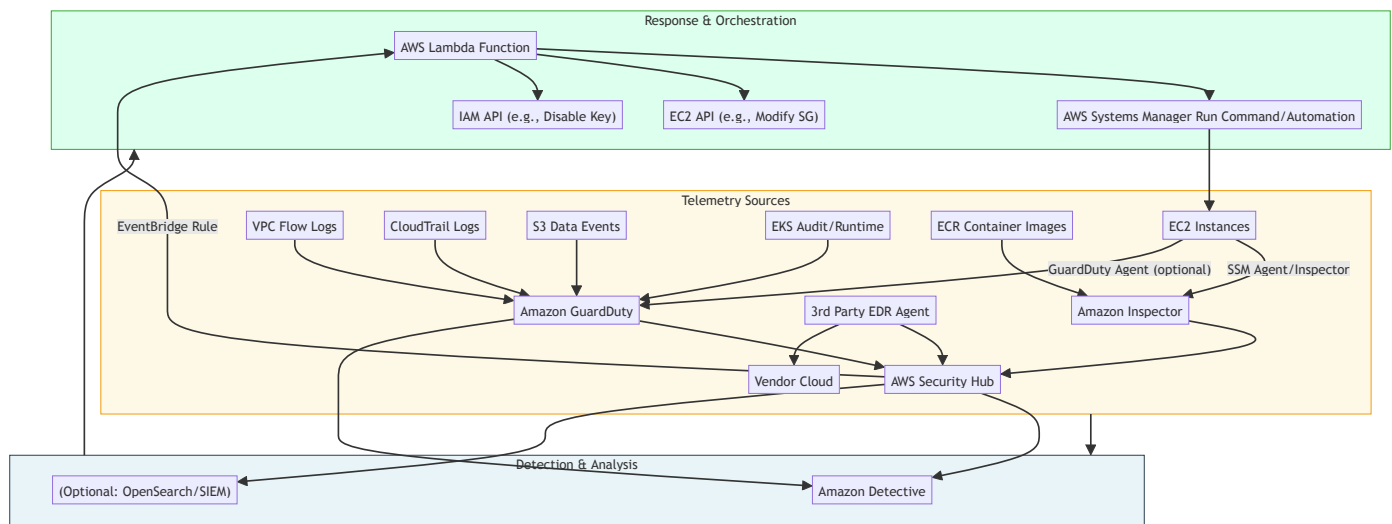 Response & Orchestration
AWS Lambda Function
IAM API (e.g., Disable Key)
EC2 API (e.g., Modify SG)
AWS Systems Manager Run Command/Automation
Telemetry Sources
EventBridge Rule
VPC Flow Logs
CloudTrail Logs
S3 Data Events
EKS Audit/Runtime
ECR Container Images
EC2 Instances
GuardDuty Agent (optional)
SSM Agent/Inspector
Amazon GuardDuty
3rd Party EDR Agent
Amazon Inspector
Vendor Cloud
AWS Security Hub
Detection & Analysis
(Optional: OpenSearch/SIEM)
Amazon Detective